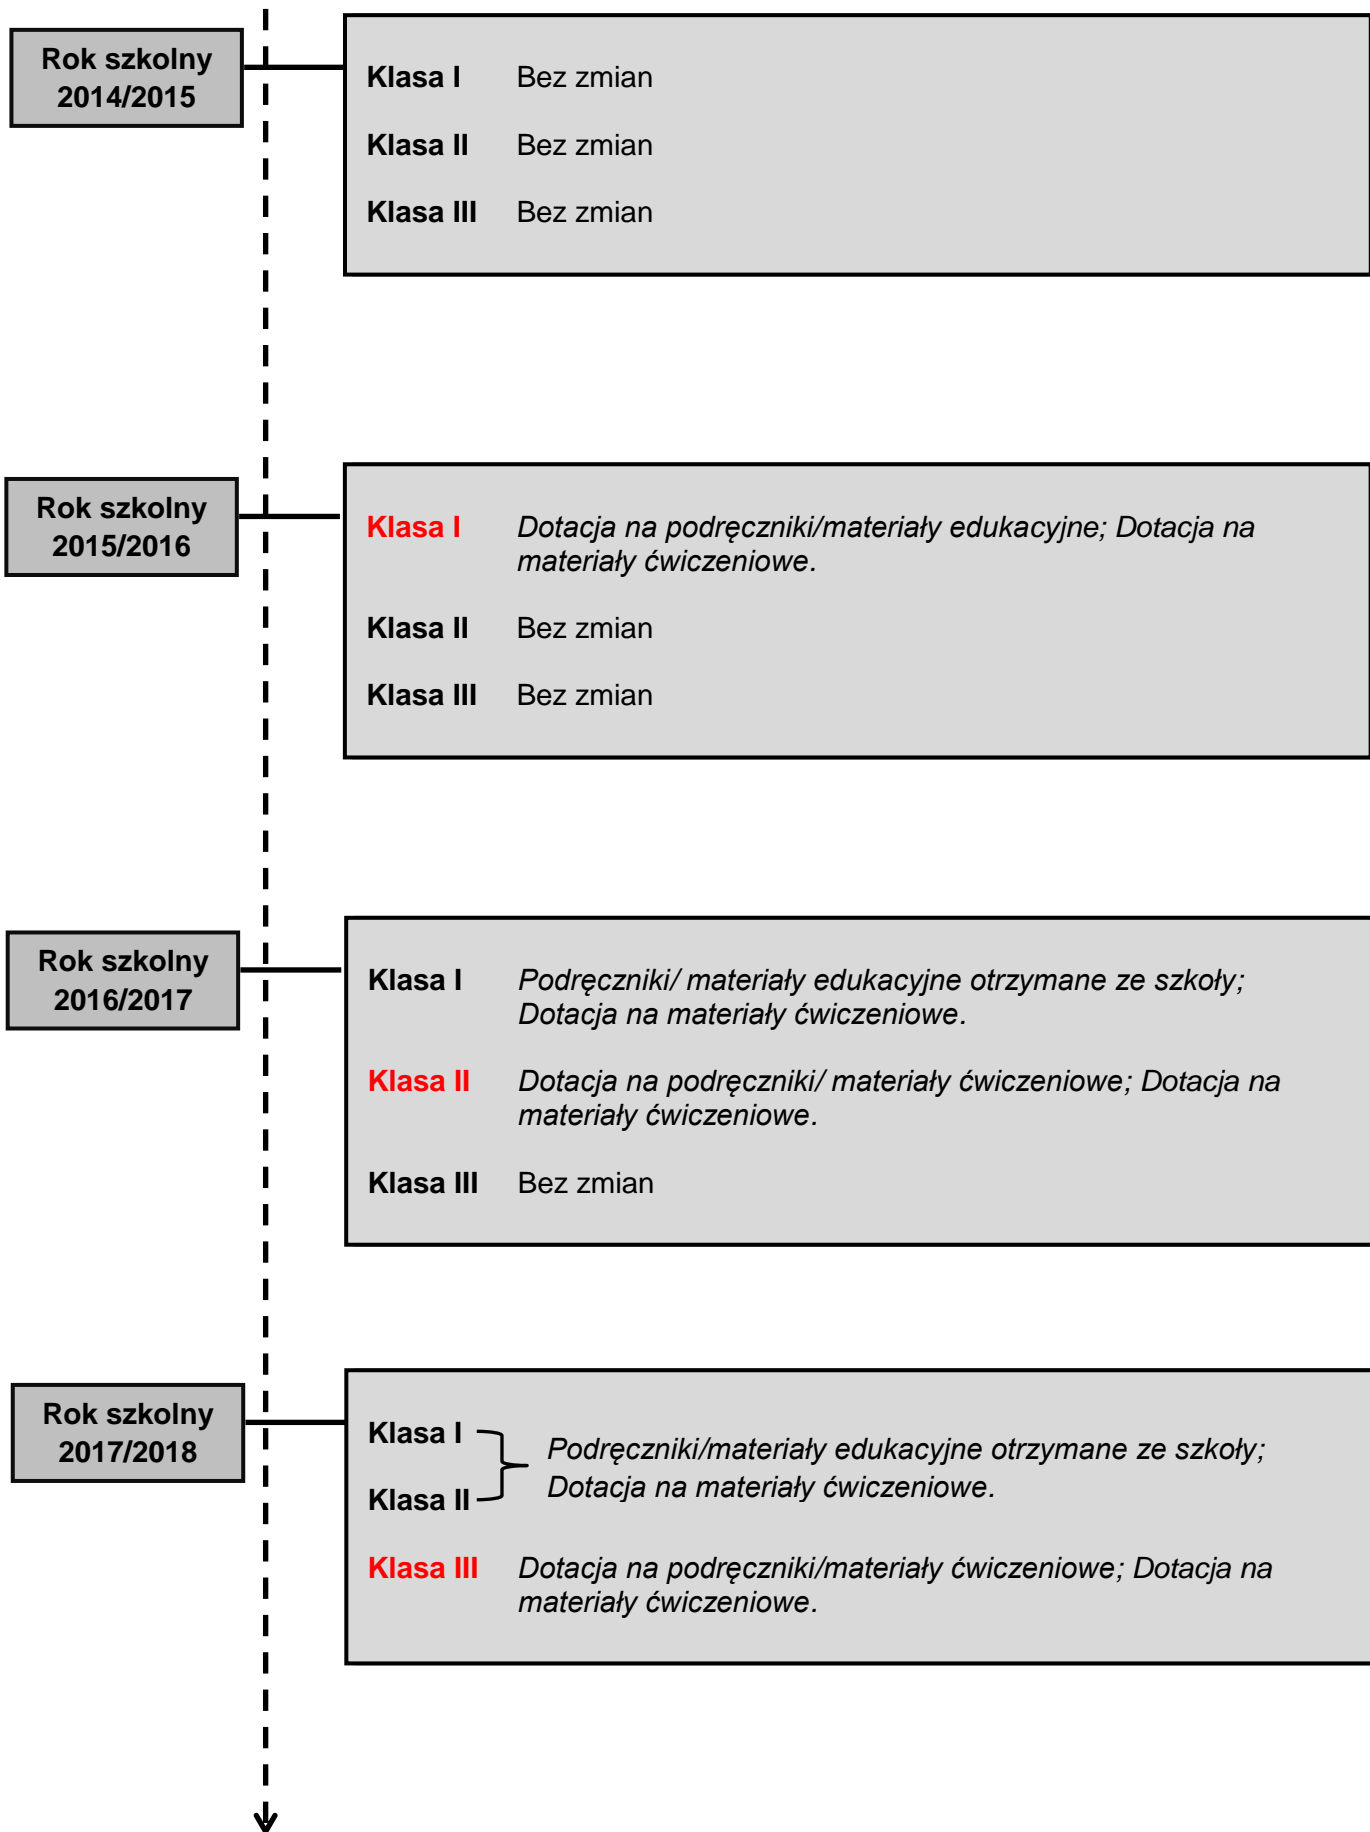 Rok szkolny
2014/2015
Klasa I Bez zmian
Klasa II Bez zmian
Klasa III Bez zmian
Rok szkolny
2015/2016
Klasa I Dotacja na podręczniki/materiały edukacyjne; Dotacja na
materiały ćwiczeniowe.
Klasa II Bez zmian
Klasa III Bez zmian
Rok szkolny
2016/2017
Klasa I Podręczniki/ materiały edukacyjne otrzymane ze szkoły;
Dotacja na materiały ćwiczeniowe.
Klasa II Dotacja na podręczniki/ materiały ćwiczeniowe; Dotacja na
materiały ćwiczeniowe.
Klasa III Bez zmian
Rok szkolny
2017/2018
Klasa I
Klasa II
Podręczniki/materiały edukacyjne otrzymane ze szkoły;
Dotacja na materiały ćwiczeniowe.
Klasa III Dotacja na podręczniki/materiały ćwiczeniowe; Dotacja na
materiały ćwiczeniowe.